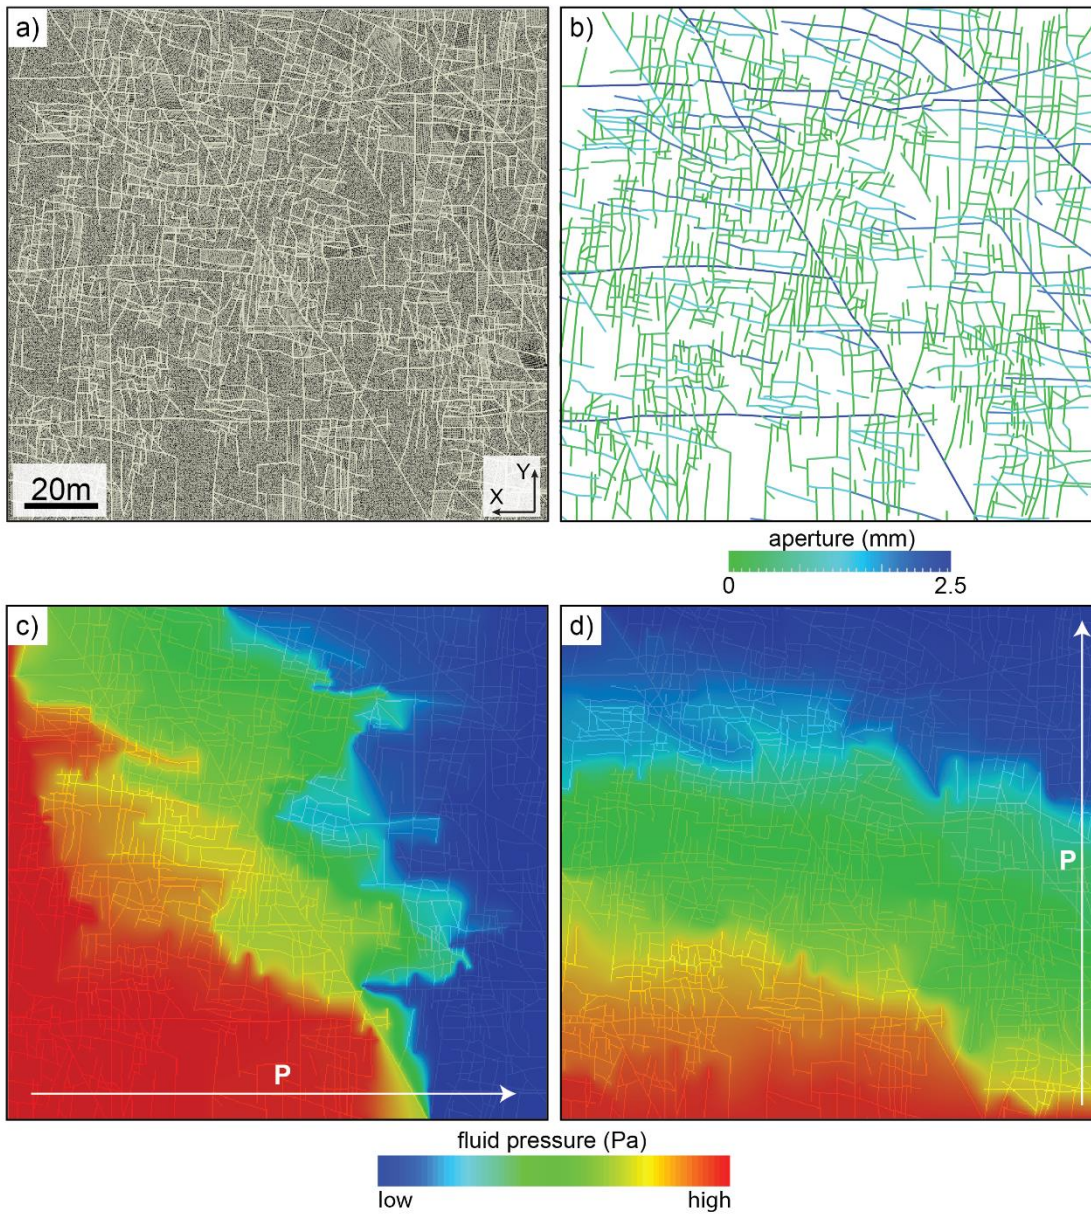 a)
b)
20m
Y
X
aperture (mm)
0
2.5
c)
d)
P
P
fluid pressure (Pa)
low
high